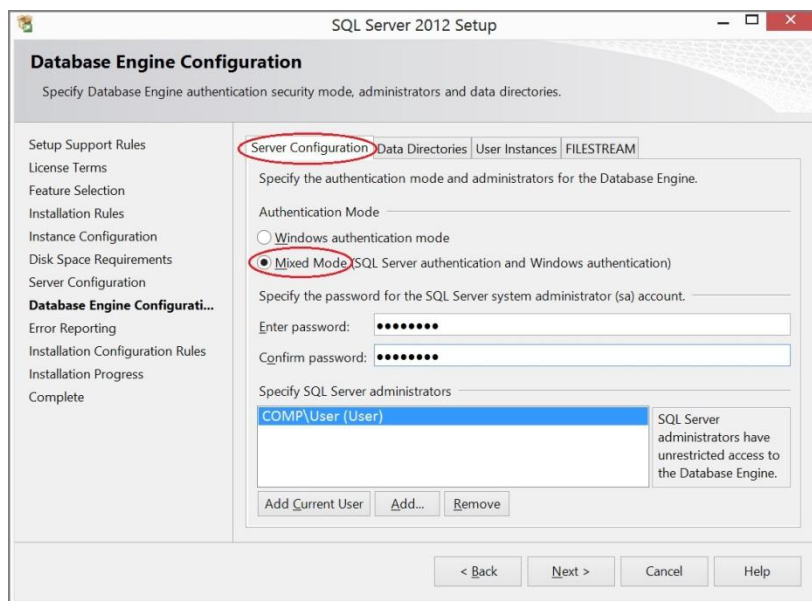 SQL Server 2012 Setup
Database Engine Configuration
Specify Database Engine authentication security mode, administrators and data directories.
Setup Support Rules
License Terms
Feature Selection
Installation Rules
Instance Configuration
Disk Space Requirements
Server Configuration
Database Engine Configurati...
Error Reporting
Installation Configuration Rules
Installation Progress
Complete
Server Configuration Data Directories User Instances FILESTREAM
Specify the authentication mode and administrators for the Database Engine.
Authentication Mode
Windows authentication mode
Mixed Mode (SQL Server authentication and Windows authentication)
Specify the password for the SQL Server system administrator (sa) account.
Enter password: ●●●●●●●●
Confirm password: ●●●●●●●●
Specify SQL Server administrators
COMP\User (User)
SQL Server
administrators have
unrestricted access to
the Database Engine.
Add Current User Add... Remove
< Back Next > Cancel Help